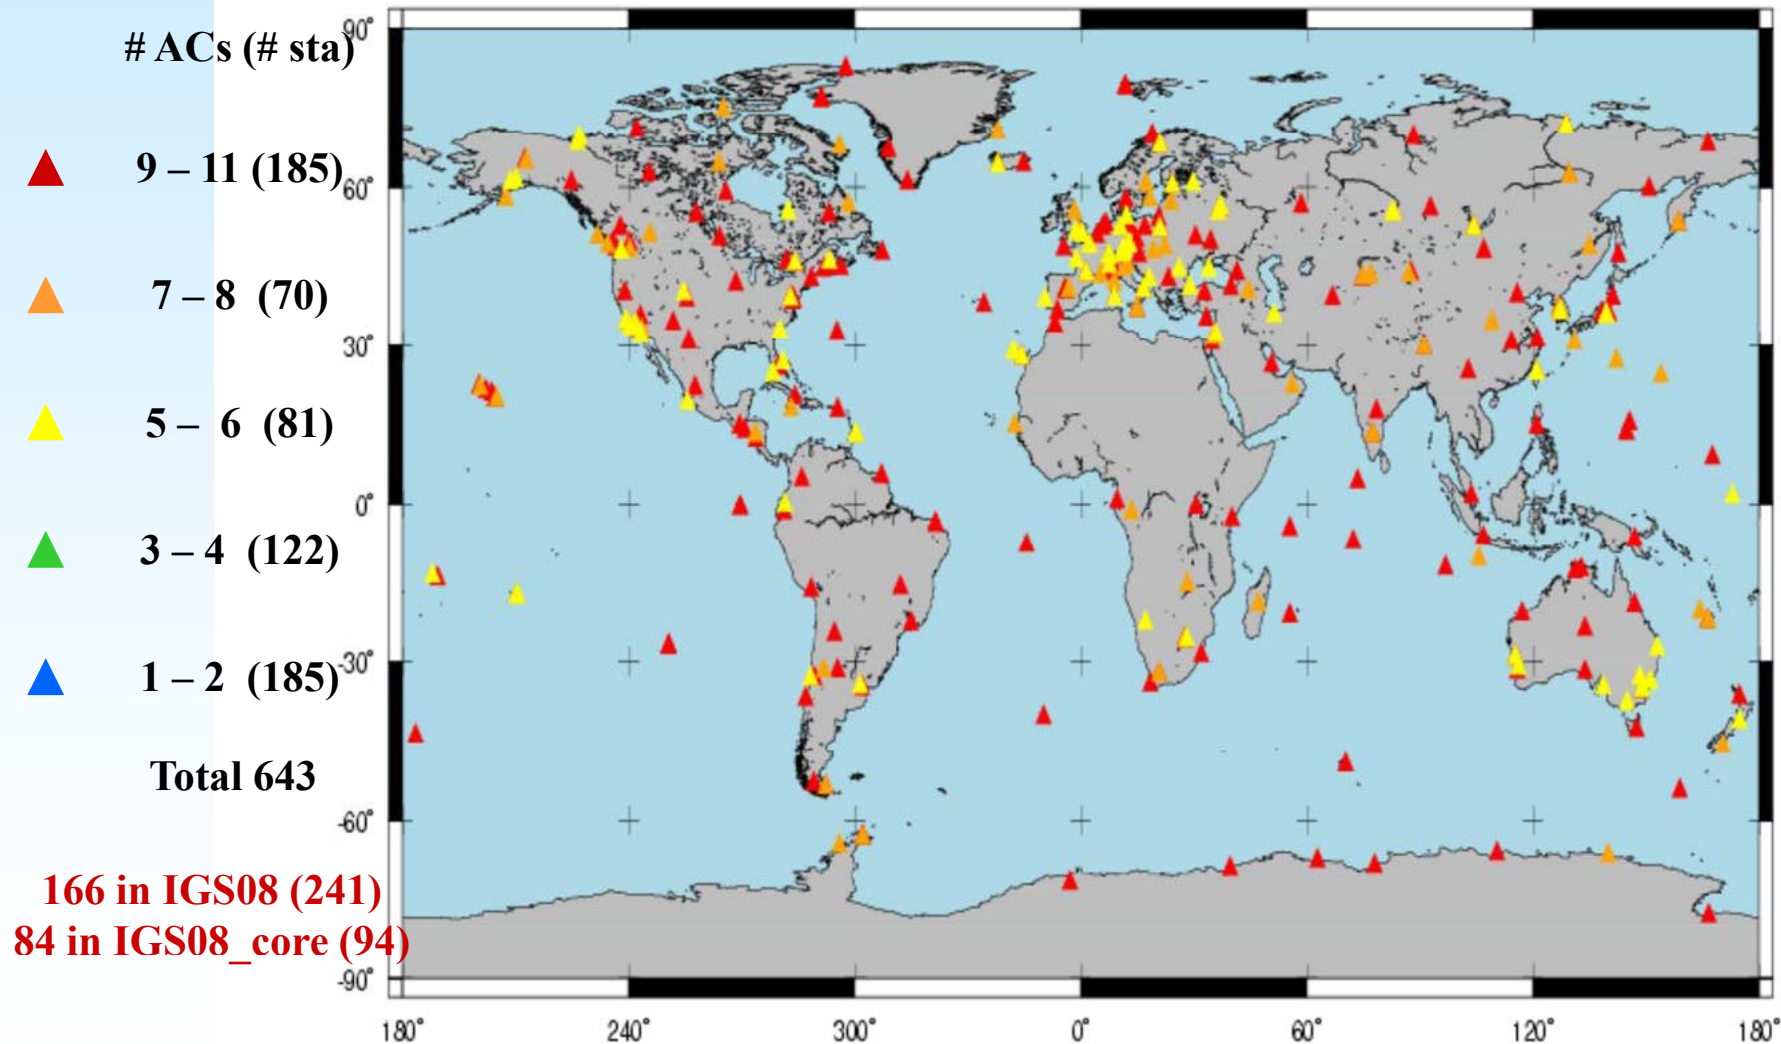 # ACs (# sta)
9 – 11 (185)
7 – 8 (70)
5 – 6 (81)
3 – 4 (122)
1 – 2 (185)
Total 643
166 in IGS08 (241)
84 in IGS08_core (94)
90°
60°
30°
0°
-30°
-60°
-90°
180° 240° 300° 0° 60° 120° 180°